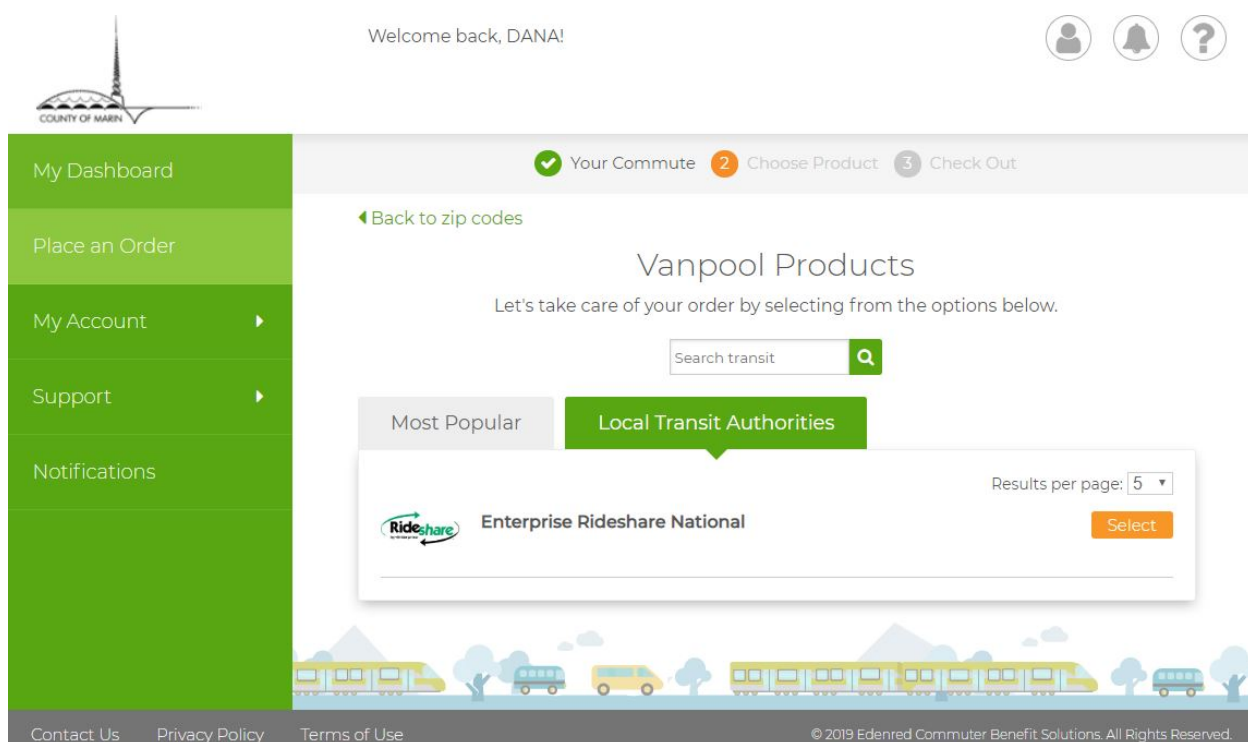 COUNTY OF MARIN
Welcome back, DANA!
?
My Dashboard
Place an Order
My Account
Support
Notifications
Your Commute 2 Choose Product 3 Check Out
Back to zip codes
Vanpool Products
Let's take care of your order by selecting from the options below.
Search transit
Most Popular Local Transit Authorities
Results per page: 5
Rideshare
Enterprise Rideshare National
Select
Contact Us Privacy Policy Terms of Use © 2019 Edenred Commuter Benefit Solutions. All Rights Reserved.